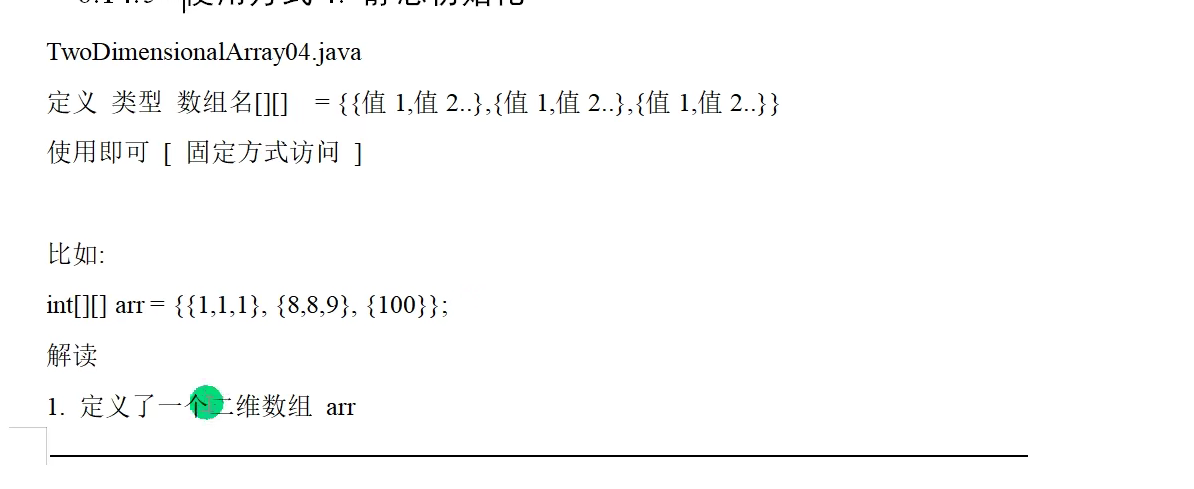 使用方式 4: 静态初始化
TwoDimensionalArray04.java
定义 类型 数组名[][] = {{值 1,值 2..},{值 1,值 2..},{值 1,值 2..}}
使用即可 [ 固定方式访问 ]
比如:
int[][] arr = {{1,1,1}, {8,8,9}, {100}};
解读
1. 定义了一个二维数组 arr